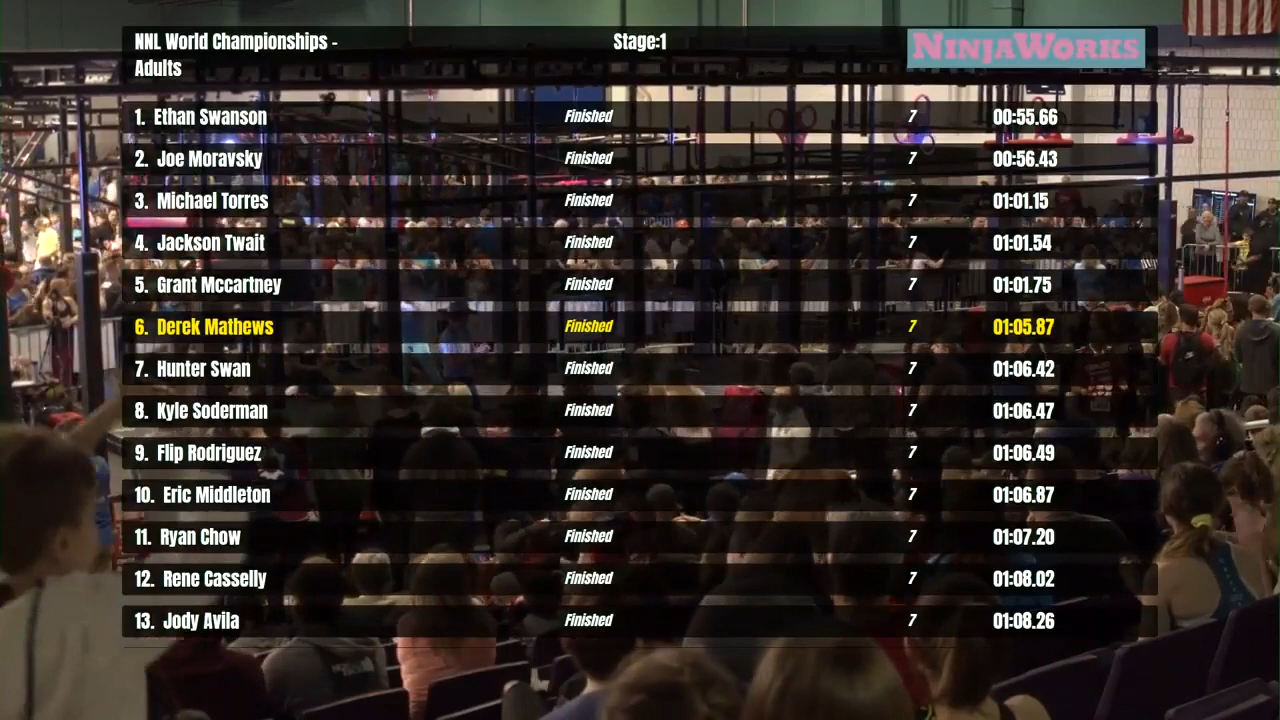 NNL World Championships -
Adults
Stage:1
NINJAWORKS
1. Ethan Swanson Finished 7 00:55.66
2. Joe Moravsky Finished 7 00:56.43
3. Michael Torres Finished 7 01:01.15
4. Jackson Twait Finished 7 01:01.54
5. Grant Mccartney Finished 7 01:01.75
6. Derek Mathews Finished 7 01:05.87
7. Hunter Swan Finished 7 01:06.42
8. Kyle Soderman Finished 7 01:06.47
9. Flip Rodriguez Finished 7 01:06.49
10. Eric Middleton Finished 7 01:06.87
11. Ryan Chow Finished 7 01:07.20
12. Rene Casselly Finished 7 01:08.02
13. Jody Avila Finished 7 01:08.26